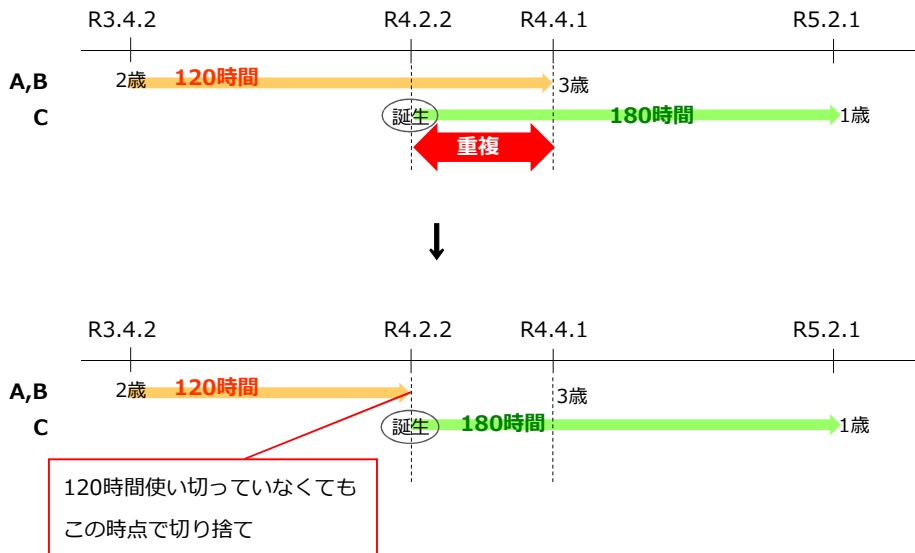 R3.4.2 R4.2.2 R4.4.1 R5.2.1
A,B 2歳 120時間 3歳
C 誕生 180時間 1歳
重複
↓
R3.4.2 R4.2.2 R4.4.1 R5.2.1
A,B 2歳 120時間 3歳
C 誕生 180時間 1歳
120時間使い切っていなくても
この時点で切り捨て